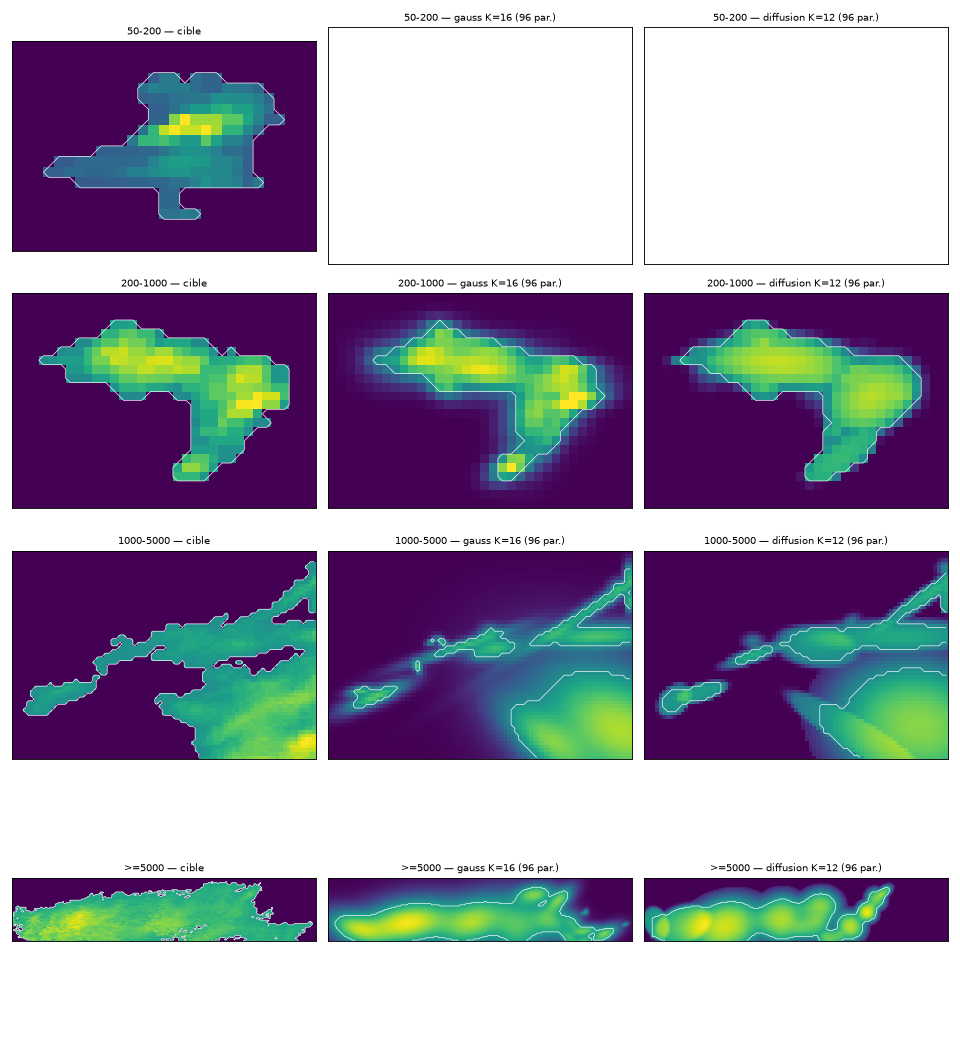 50-200 — cible
50-200 — gauss K=16 (96 par.)
50-200 — diffusion K=12 (96 par.)
200-1000 — cible
200-1000 — gauss K=16 (96 par.)
200-1000 — diffusion K=12 (96 par.)
1000-5000 — cible
1000-5000 — gauss K=16 (96 par.)
1000-5000 — diffusion K=12 (96 par.)
>=5000 — cible
>=5000 — gauss K=16 (96 par.)
>=5000 — diffusion K=12 (96 par.)